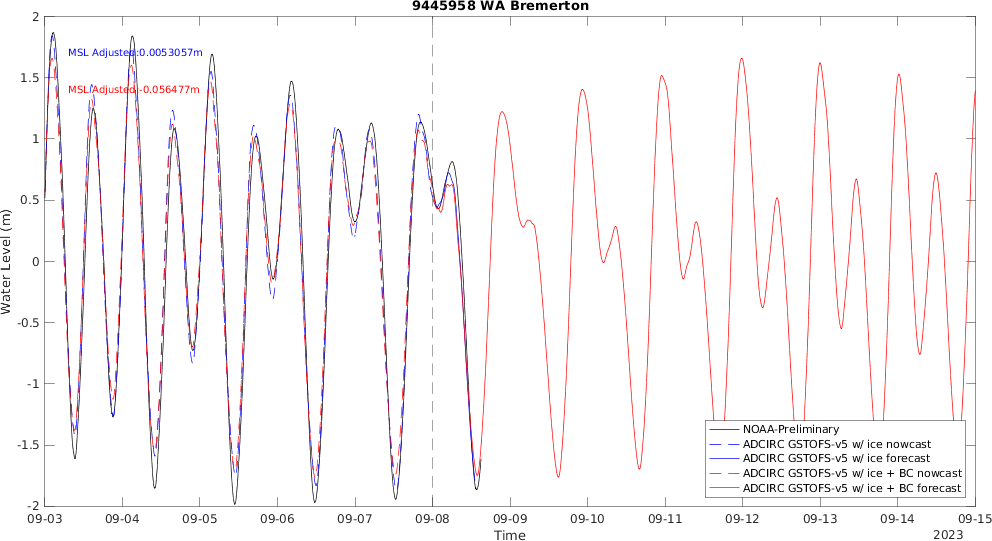 9445958 WA Bremerton
2
1.5
1
0.5
0
-0.5
-1
-1.5
-2
Water Level (m)
MSL Adjusted:0.0053057m
MSL Adjusted:-0.056477m
NOAA-Preliminary
ADCIRC GSTOFS-v5 w/ ice nowcast
ADCIRC GSTOFS-v5 w/ ice forecast
ADCIRC GSTOFS-v5 w/ ice + BC nowcast
ADCIRC GSTOFS-v5 w/ ice + BC forecast
09-03 09-04 09-05 09-06 09-07 09-08 09-09 09-10 09-11 09-12 09-13 09-14 09-15
Time
2023